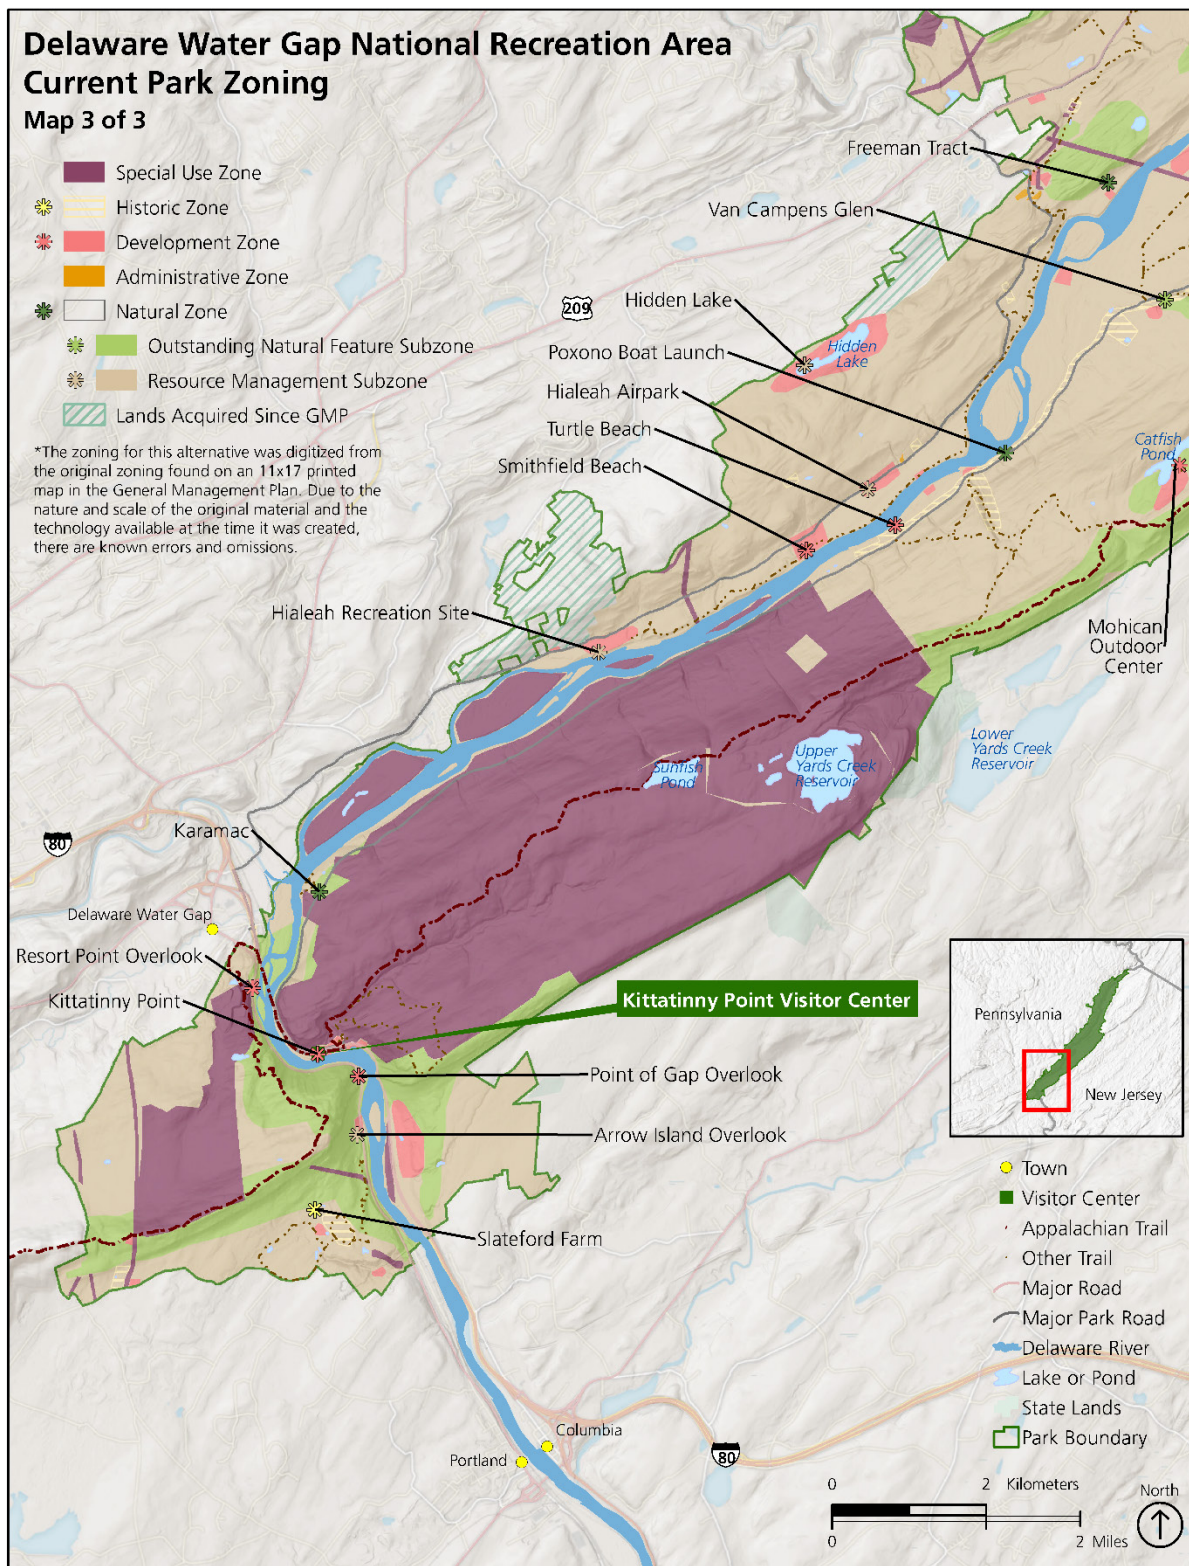 Delaware Water Gap National Recreation Area
Current Park Zoning
Map 3 of 3
Special Use Zone
Historic Zone
Development Zone
Administrative Zone
Natural Zone
Outstanding Natural Feature Subzone
Resource Management Subzone
Lands Acquired Since GMP
*The zoning for this alternative was digitized from
the original zoning found on an 11x17 printed
map in the General Management Plan. Due to the
nature and scale of the original material and the
technology available at the time it was created,
there are known errors and omissions.
Freeman Tract
Van Campens Glen
209
Hidden Lake
Hidden
Lake
Poxono Boat Launch
Hialeah Airpark
Turtle Beach
Smithfield Beach
Catfish
Pond
Hialeah Recreation Site
Mohican
Outdoor
Center
Lower
Yards Creek
Reservoir
Upper
Yards Creek
Reservoir
Sunfish
Pond
80
Karamac
Delaware Water Gap
Resort Point Overlook
Kittatinny Point
Kittatinny Point Visitor Center
Pennsylvania
New Jersey
Point of Gap Overlook
Arrow Island Overlook
Slateford Farm
Town
Visitor Center
Appalachian Trail
Other Trail
Major Road
Major Park Road
Delaware River
Lake or Pond
State Lands
Park Boundary
Columbia
Portland
80
0 2 Kilometers
0 2 Miles
North